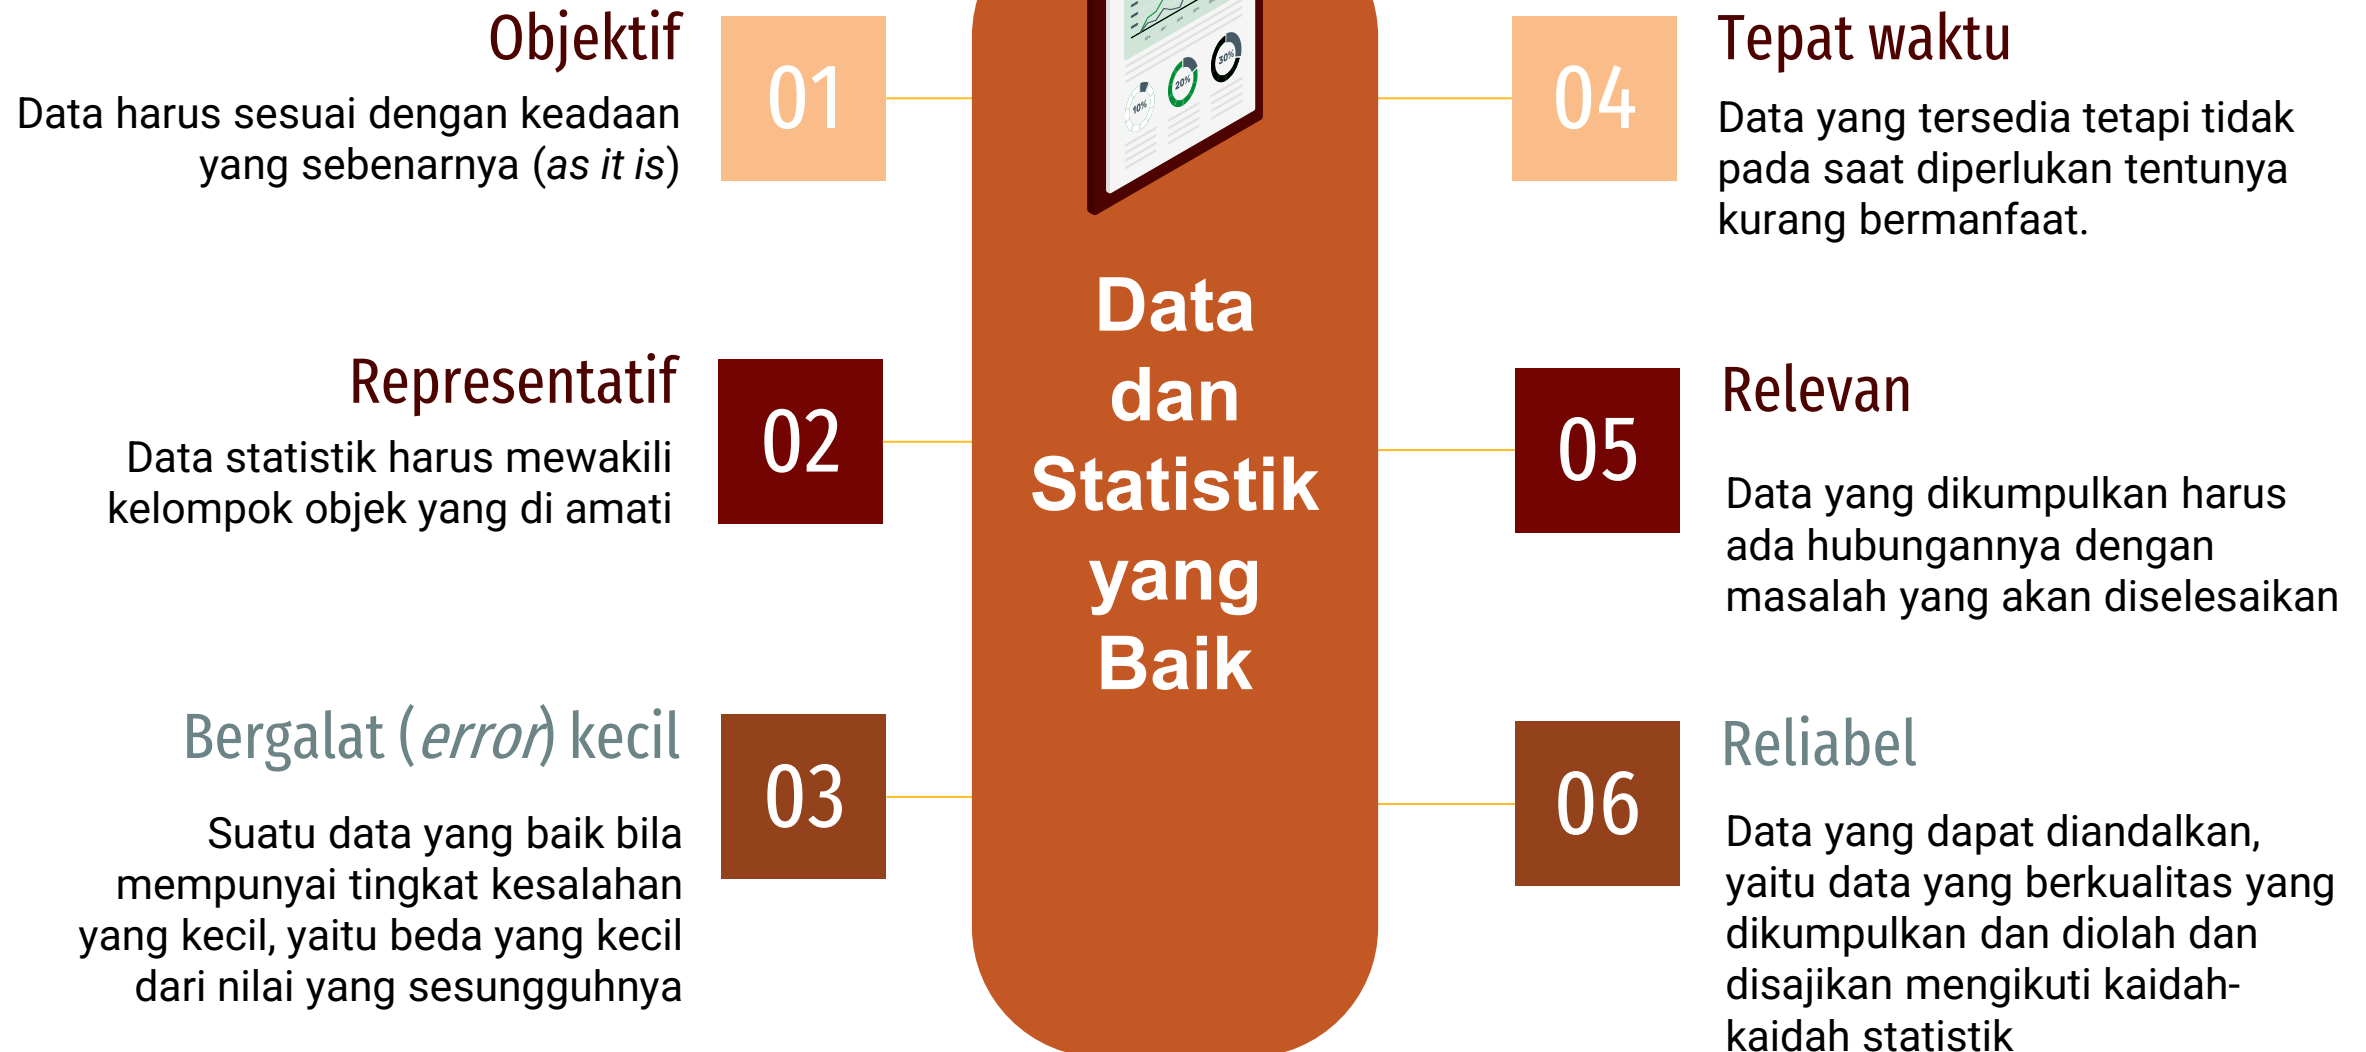 Objektif
01
Data harus sesuai dengan keadaan
yang sebenarnya (as it is)
Representatif
02
Data statistik harus mewakili
kelompok objek yang di amati
Bergalat (error) kecil
03
Suatu data yang baik bila
mempunyai tingkat kesalahan
yang kecil, yaitu beda yang kecil
dari nilai yang sesungguhnya
10%
20%
30%
Data
dan
Statistik
yang
Baik
04
Tepat waktu
Data yang tersedia tetapi tidak
pada saat diperlukan tentunya
kurang bermanfaat.
05
Relevan
Data yang dikumpulkan harus
ada hubungannya dengan
masalah yang akan diselesaikan
06
Reliabel
Data yang dapat diandalkan,
yaitu data yang berkualitas yang
dikumpulkan dan diolah dan
disajikan mengikuti kaidah-
kaidah statistik